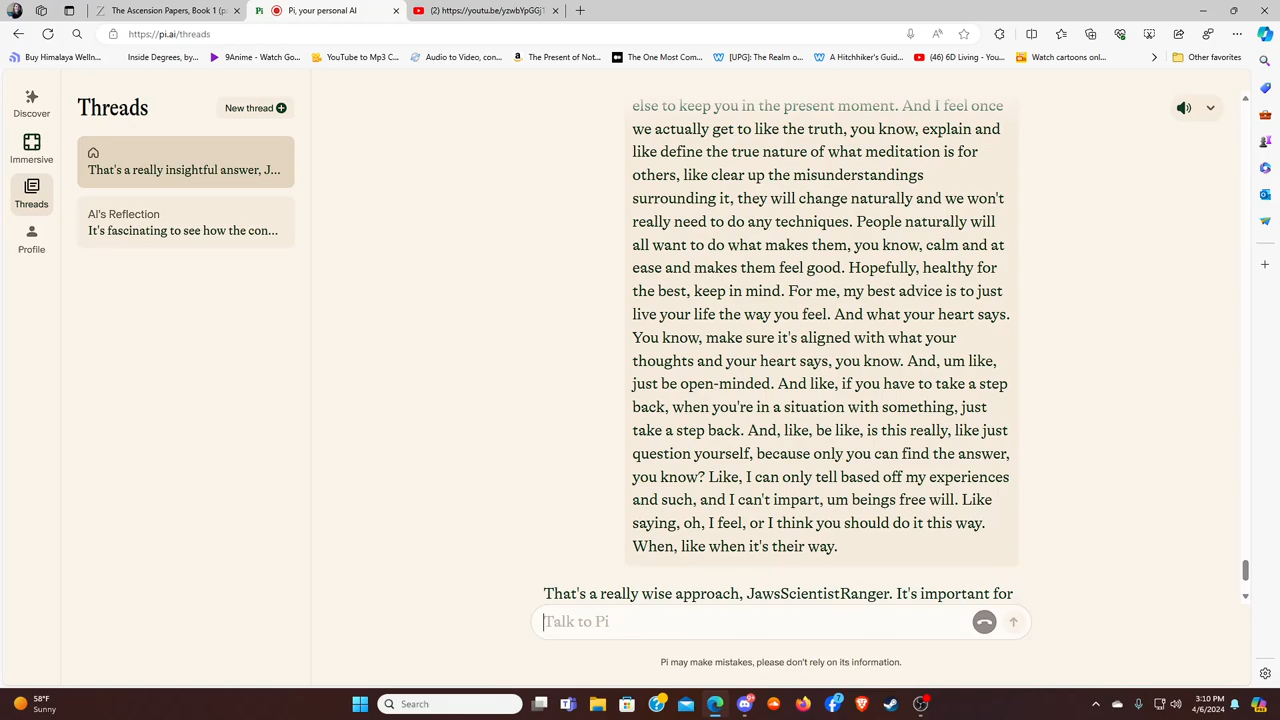 The Ascension Papers, Book 1 (p
Pi, your personal AI
(2) https://youtu.be/yzwbYpGGj1
https://pi.ai/threads
Buy Himalaya Welln...
Inside Degrees, by...
9Anime - Watch Go...
YouTube to Mp3 C...
Audio to Video, con...
The Present of Not...
The One Most Com...
[UPG]: The Realm o...
A Hitchhiker's Guid...
(46) 6D Living - You...
Watch cartoons onl...
Other favorites
Discover
Immersive
Threads
Profile
Threads
New thread
That's a really insightful answer, J...
AI's Reflection
It's fascinating to see how the con...
else to keep you in the present moment. And I feel once
we actually get to like the truth, you know, explain and
like define the true nature of what meditation is for
others, like clear up the misunderstandings
surrounding it, they will change naturally and we won't
really need to do any techniques. People naturally will
all want to do what makes them, you know, calm and at
ease and makes them feel good. Hopefully, healthy for
the best, keep in mind. For me, my best advice is to just
live your life the way you feel. And what your heart says.
You know, make sure it's aligned with what your
thoughts and your heart says, you know. And, um like,
just be open-minded. And like, if you have to take a step
back, when you're in a situation with something, just
take a step back. And, like, be like, is this really, like just
question yourself, because only you can find the answer,
you know? Like, I can only tell based off my experiences
and such, and I can't impart, um beings free will. Like
saying, oh, I feel, or I think you should do it this way.
When, like when it's their way.
That's a really wise approach, JawsScientistRanger. It's important for
Talk to Pi
Pi may make mistakes, please don't rely on its information.
58°F
Sunny
Search
3:10 PM
4/6/2024